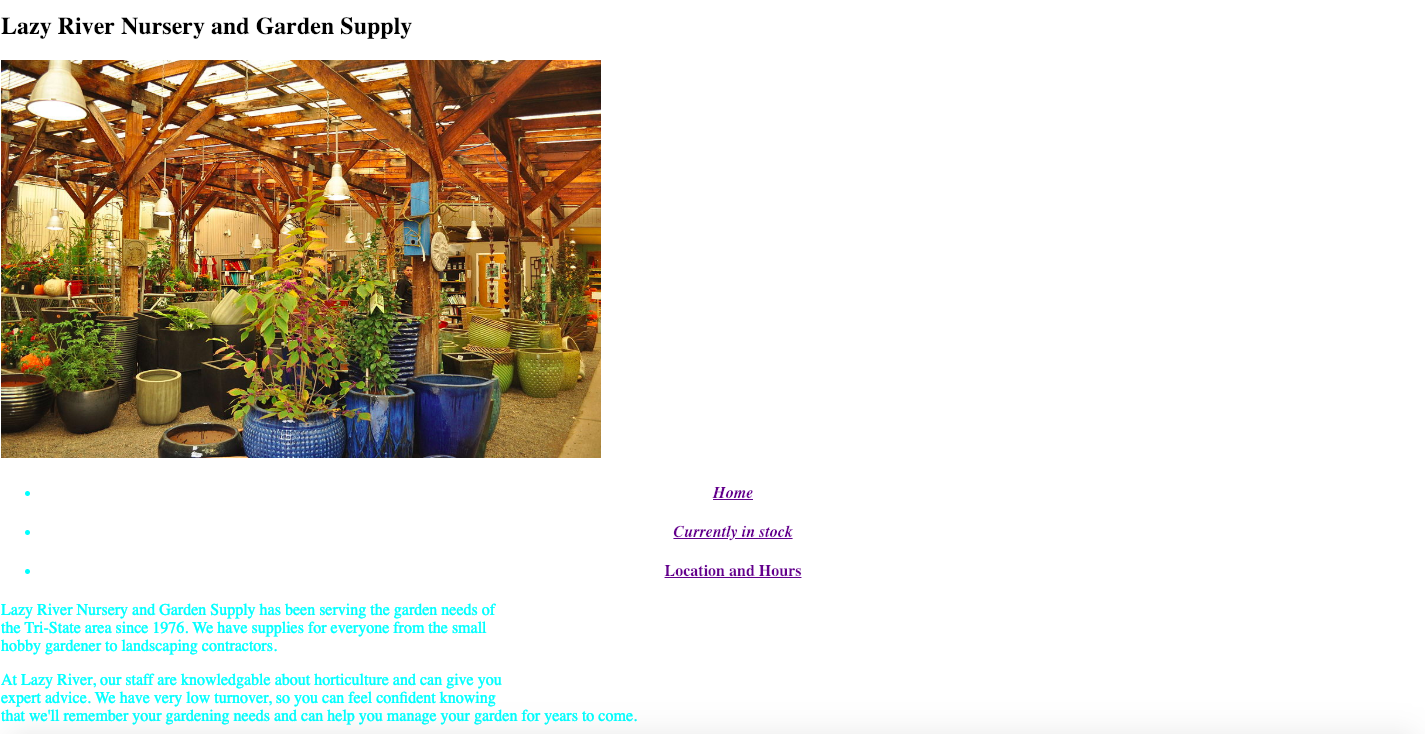 Lazy River Nursery and Garden Supply
Home
Currently in stock
Location and Hours
Lazy River Nursery and Garden Supply has been serving the garden needs of
the Tri-State area since 1976. We have supplies for everyone from the small
hobby gardener to landscaping contractors.
At Lazy River, our staff are knowledgable about horticulture and can give you
expert advice. We have very low turnover, so you can feel confident knowing
that we'll remember your gardening needs and can help you manage your garden for years to come.